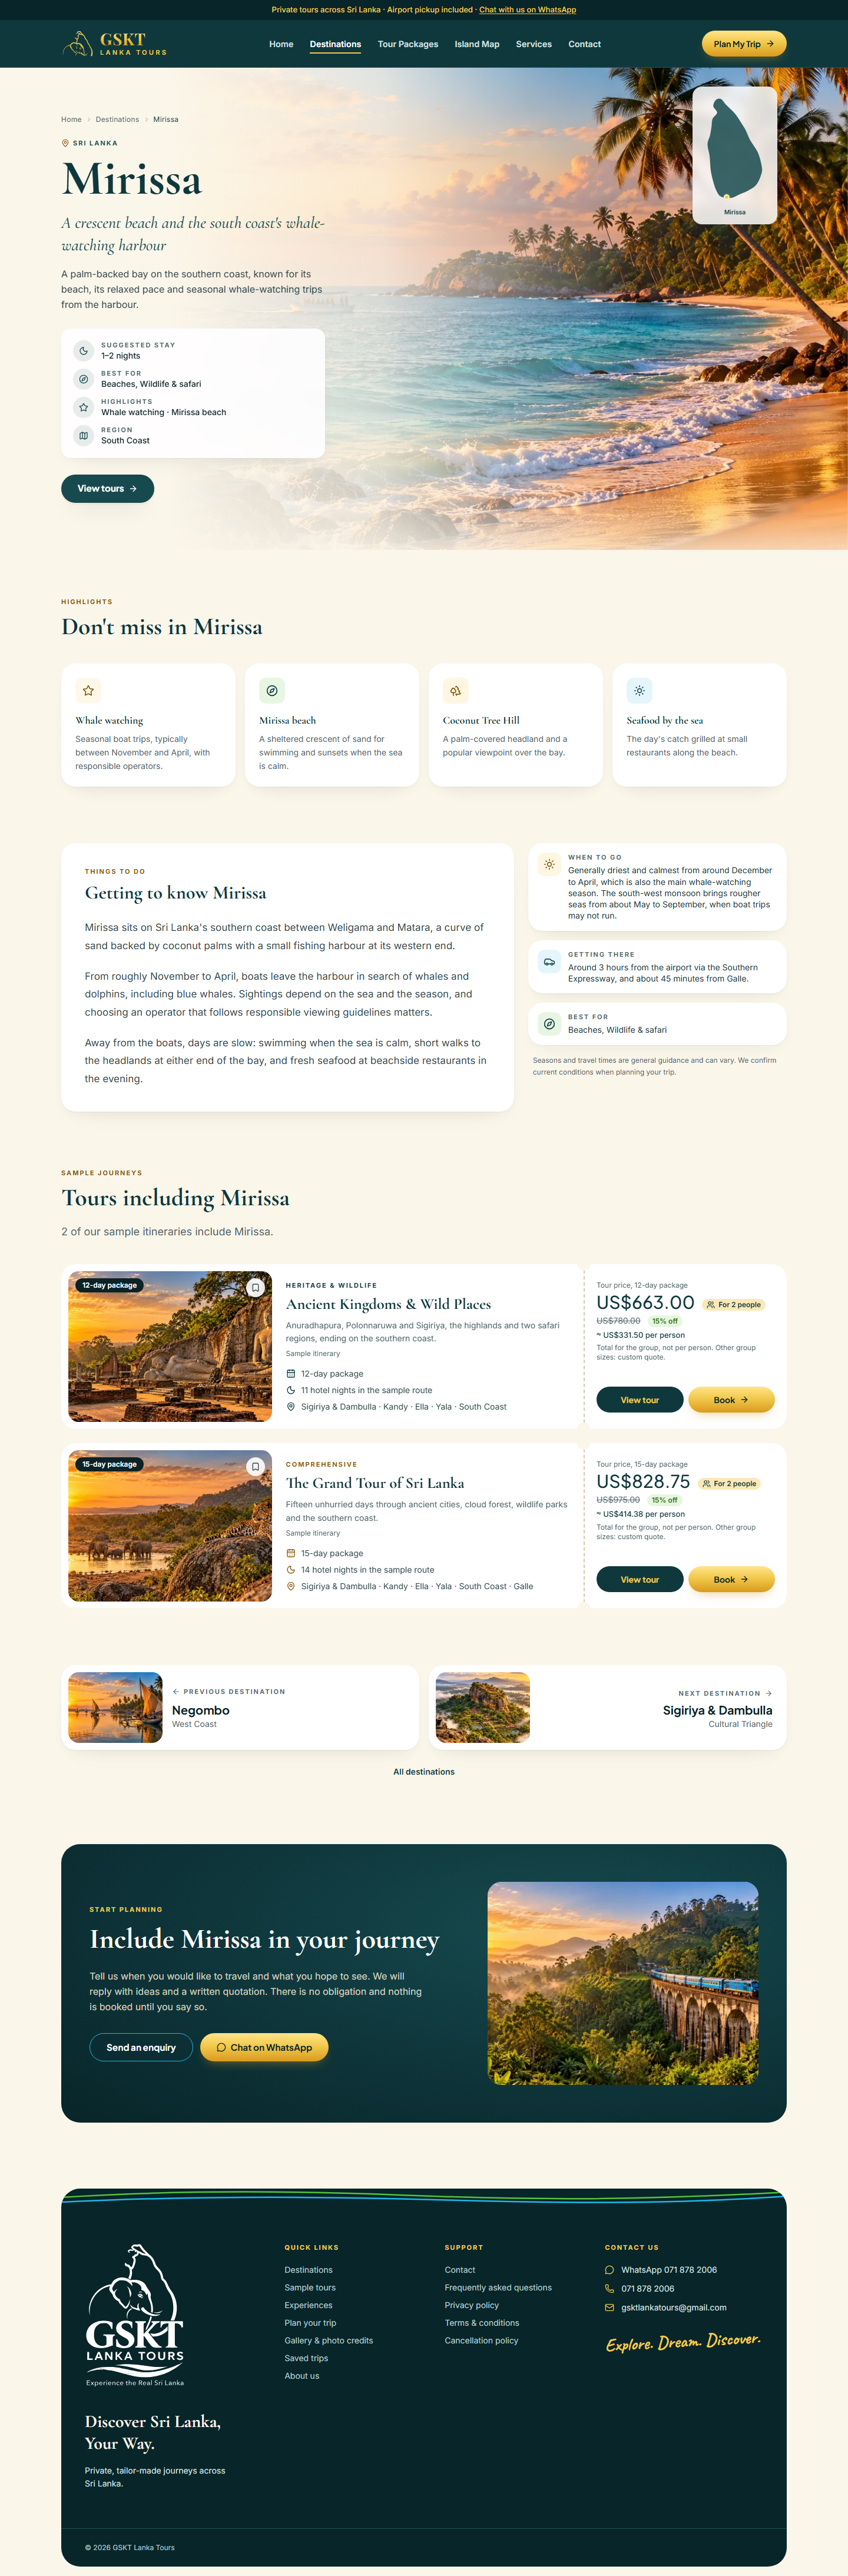 Private tours across Sri Lanka · Airport pickup included · Chat with us on WhatsApp
GSKT
LANKA TOURS
Home
Destinations
Tour Packages
Island Map
Services
Contact
Plan My Trip →
Home › Destinations › Mirissa
SRI LANKA
Mirissa
A crescent beach and the south coast's whale-
watching harbour
A palm-backed bay on the southern coast, known for its
beach, its relaxed pace and seasonal whale-watching trips
from the harbour.
SUGGESTED STAY
1–2 nights
BEST FOR
Beaches, Wildlife & safari
HIGHLIGHTS
Whale watching · Mirissa beach
REGION
South Coast
View tours →
Mirissa
HIGHLIGHTS
Don't miss in Mirissa
Whale watching
Seasonal boat trips, typically
between November and April, with
responsible operators.
Mirissa beach
A sheltered crescent of sand for
swimming and sunsets when the sea
is calm.
Coconut Tree Hill
A palm-covered headland and a
popular viewpoint over the bay.
Seafood by the sea
The day's catch grilled at small
restaurants along the beach.
THINGS TO DO
Getting to know Mirissa
Mirissa sits on Sri Lanka's southern coast between Weligama and Matara, a curve of
sand backed by coconut palms with a small fishing harbour at its western end.
From roughly November to April, boats leave the harbour in search of whales and
dolphins, including blue whales. Sightings depend on the sea and the season, and
choosing an operator that follows responsible viewing guidelines matters.
Away from the boats, days are slow: swimming when the sea is calm, short walks to
the headlands at either end of the bay, and fresh seafood at beachside restaurants in
the evening.
WHEN TO GO
Generally driest and calmest from around December
to April, which is also the main whale-watching
season. The south-west monsoon brings rougher
seas from about May to September, when boat trips
may not run.
GETTING THERE
Around 3 hours from the airport via the Southern
Expressway, and about 45 minutes from Galle.
BEST FOR
Beaches, Wildlife & safari
Seasons and travel times are general guidance and can vary. We confirm
current conditions when planning your trip.
SAMPLE JOURNEYS
Tours including Mirissa
2 of our sample itineraries include Mirissa.
12-day package
HERITAGE & WILDLIFE
Ancient Kingdoms & Wild Places
Anuradhapura, Polonnaruwa and Sigiriya, the highlands and two safari
regions, ending on the southern coast.
Sample itinerary
12-day package
11 hotel nights in the sample route
Sigiriya & Dambulla · Kandy · Ella · Yala · South Coast
Tour price, 12-day package
US$663.00 For 2 people
US$780.00 15% off
≈ US$331.50 per person
Total for the group, not per person. Other group
sizes: custom quote.
View tour
Book →
15-day package
COMPREHENSIVE
The Grand Tour of Sri Lanka
Fifteen unhurried days through ancient cities, cloud forest, wildlife parks
and the southern coast.
Sample itinerary
15-day package
14 hotel nights in the sample route
Sigiriya & Dambulla · Kandy · Ella · Yala · South Coast · Galle
Tour price, 15-day package
US$828.75 For 2 people
US$975.00 15% off
≈ US$414.38 per person
Total for the group, not per person. Other group
sizes: custom quote.
View tour
Book →
← PREVIOUS DESTINATION
Negombo
West Coast
NEXT DESTINATION →
Sigiriya & Dambulla
Cultural Triangle
All destinations
START PLANNING
Include Mirissa in your journey
Tell us when you would like to travel and what you hope to see. We will
reply with ideas and a written quotation. There is no obligation and nothing
is booked until you say so.
Send an enquiry
Chat on WhatsApp
GSKT
LANKA TOURS
Experience the Real Sri Lanka
Discover Sri Lanka,
Your Way.
Private, tailor-made journeys across
Sri Lanka.
QUICK LINKS
Destinations
Sample tours
Experiences
Plan your trip
Gallery & photo credits
Saved trips
About us
SUPPORT
Contact
Frequently asked questions
Privacy policy
Terms & conditions
Cancellation policy
CONTACT US
WhatsApp 071 878 2006
071 878 2006
gsktlankatours@gmail.com
Explore. Dream. Discover.
© 2026 GSKT Lanka Tours